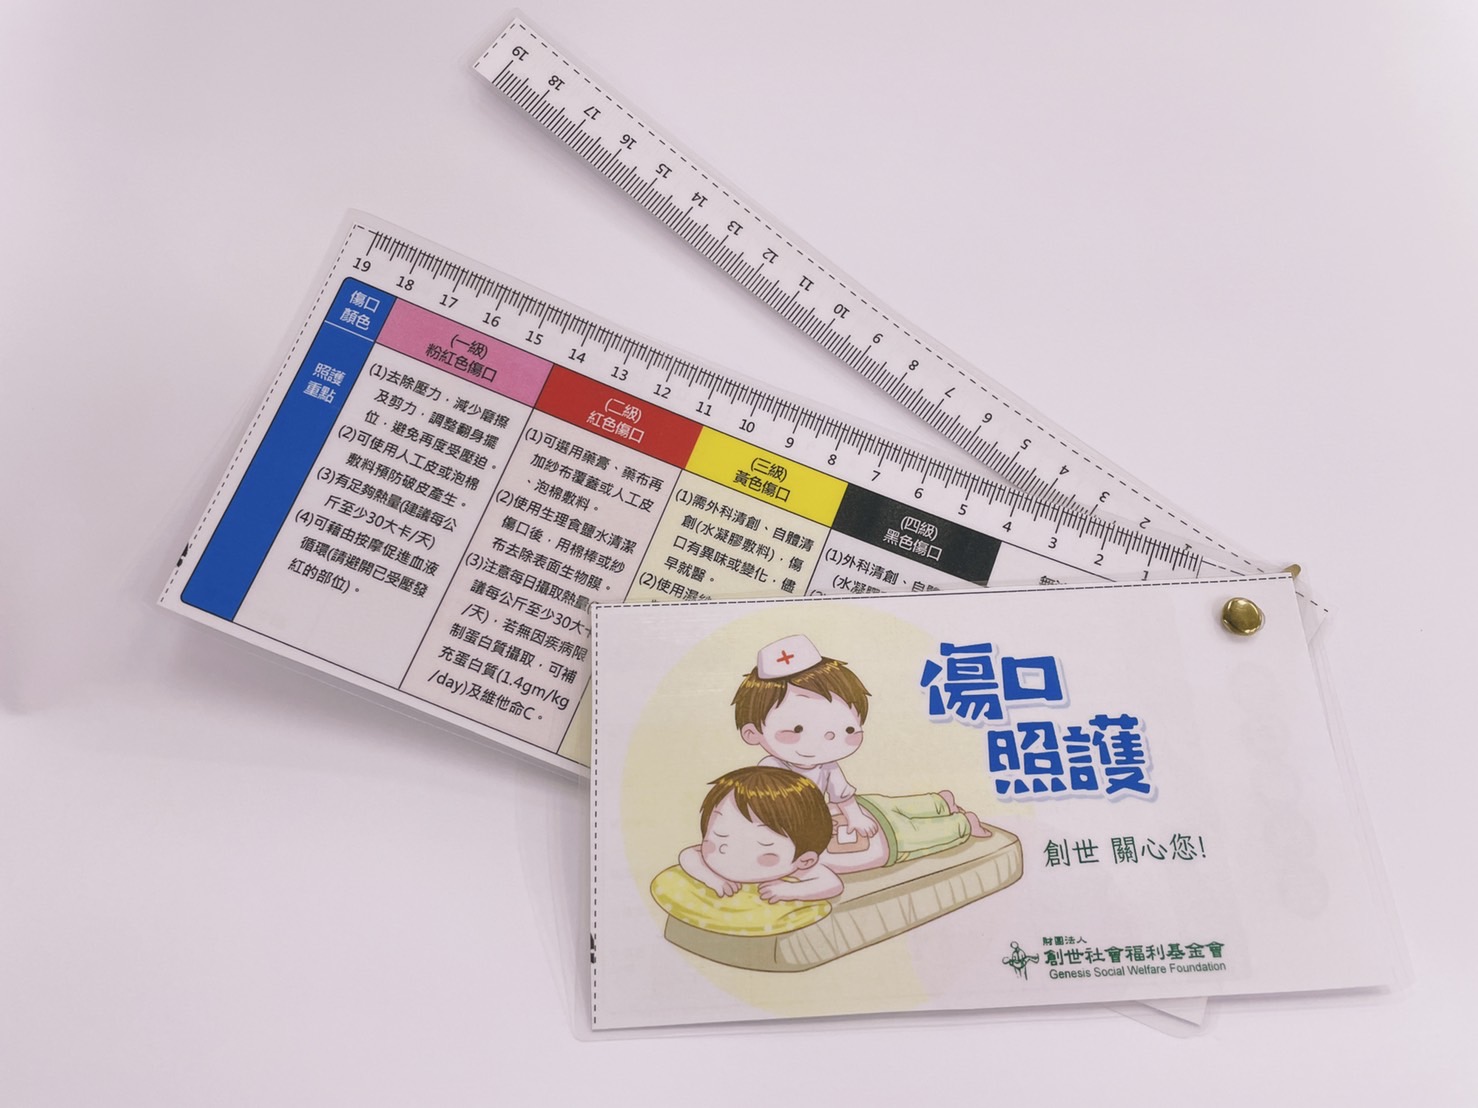 19 18 17 16 15 14 13 12 11 10 9 8 7 6 5 4 3 2 1
19 18 17 16 15 14 13 12 11 10 9 8 7 6 5 4 3 2 1
傷口
顏色
照護
重點
(一級)
粉紅色傷口
(1)去除壓力，減少磨擦
及剪力，調整翻身擺
位，避免再度受壓迫。
(2)可使用人工皮或泡棉
敷料預防破皮產生。
(3)有足夠熱量(建議每公
斤至少30大卡/天)
(4)可藉由按摩促進血液
循環(請避開已受壓發
紅的部位)。
(二級)
紅色傷口
(1)可選用藥膏、藥布再
加紗布覆蓋或人工皮
、泡棉敷料。
(2)使用生理食鹽水清潔
傷口後，用棉棒或紗
布去除表面生物膜。
(3)注意每日攝取熱量(
議每公斤至少30大
/天)，若無因疾病限
制蛋白質攝取，可補
充蛋白質(1.4gm/kg
/day)及維他命C。
(三級)
黃色傷口
(1)需外科清創、自體清
創(水凝膠敷料)，傷
口有異味或變化，儘
早就醫。
(2)使用濕
(四級)
黑色傷口
(1)外科清創、自
(水凝
無
傷口
照護
創世 關心您!
財團法人
創世社會福利基金會
Genesis Social Welfare Foundation